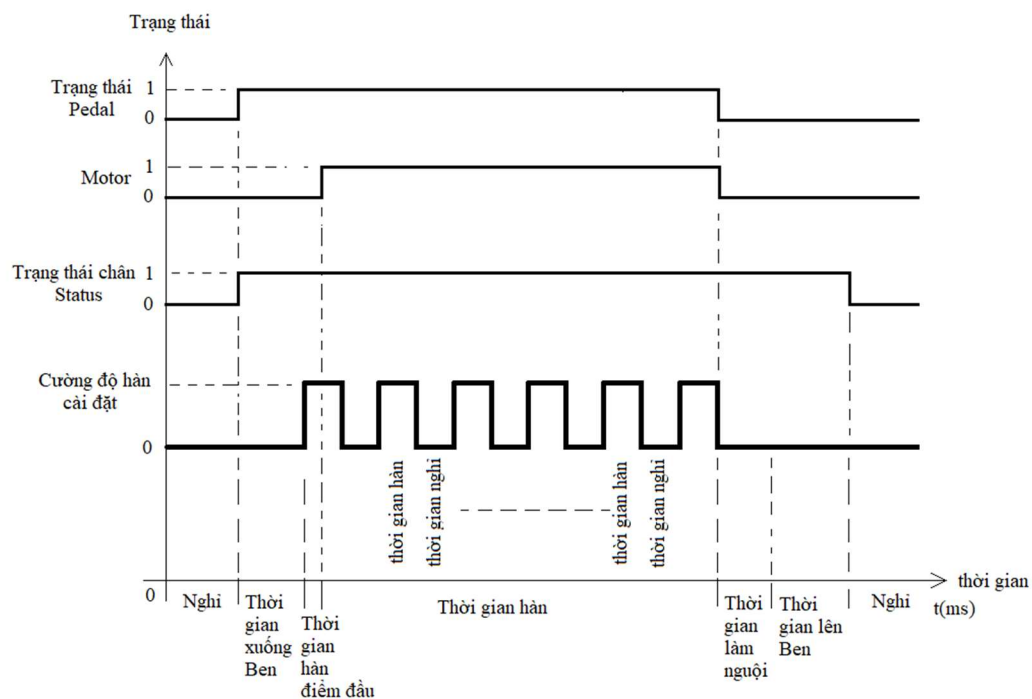 Trạng thái
Trạng thái
Pedal
1
0
Motor
1
0
Trạng thái chân
Status
1
0
Cường độ hàn
cài đặt
0
thời gian hàn
thời gian nghỉ
thời gian hàn
thời gian nghỉ
0
Nghỉ
Thời
gian
xuống
Ben
Thời
gian
hàn
điểm đầu
Thời gian hàn
Thời
gian
làm
nguội
Thời
gian lên
Ben
Nghỉ
thời gian
t(ms)